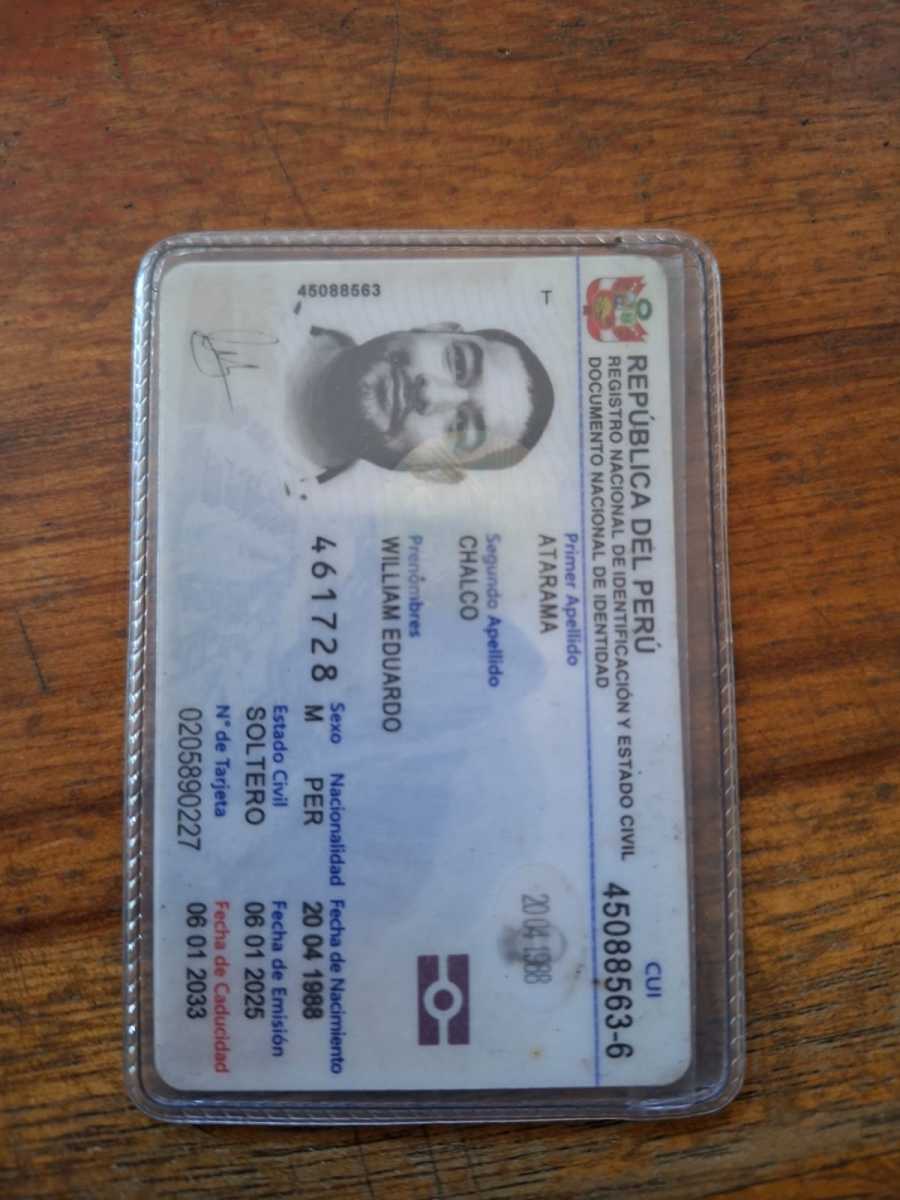 REPÚBLICA DEL PERÚ
REGISTRO NACIONAL DE IDENTIFICACIÓN Y ESTADO CIVIL
DOCUMENTO NACIONAL DE IDENTIDAD
CUI
45088563-6
T
45088563
Primer Apellido
ATARAMA
Segundo Apellido
CHALCO
Prenombres
WILLIAM EDUARDO
20 04 1988
461728
Sexo Nacionalidad Fecha de Nacimiento
M PER 20 04 1988
Estado Civil Fecha de Emisión
SOLTERO 06 01 2025
N° de Tarjeta Fecha de Caducidad
0205890227 06 01 2033